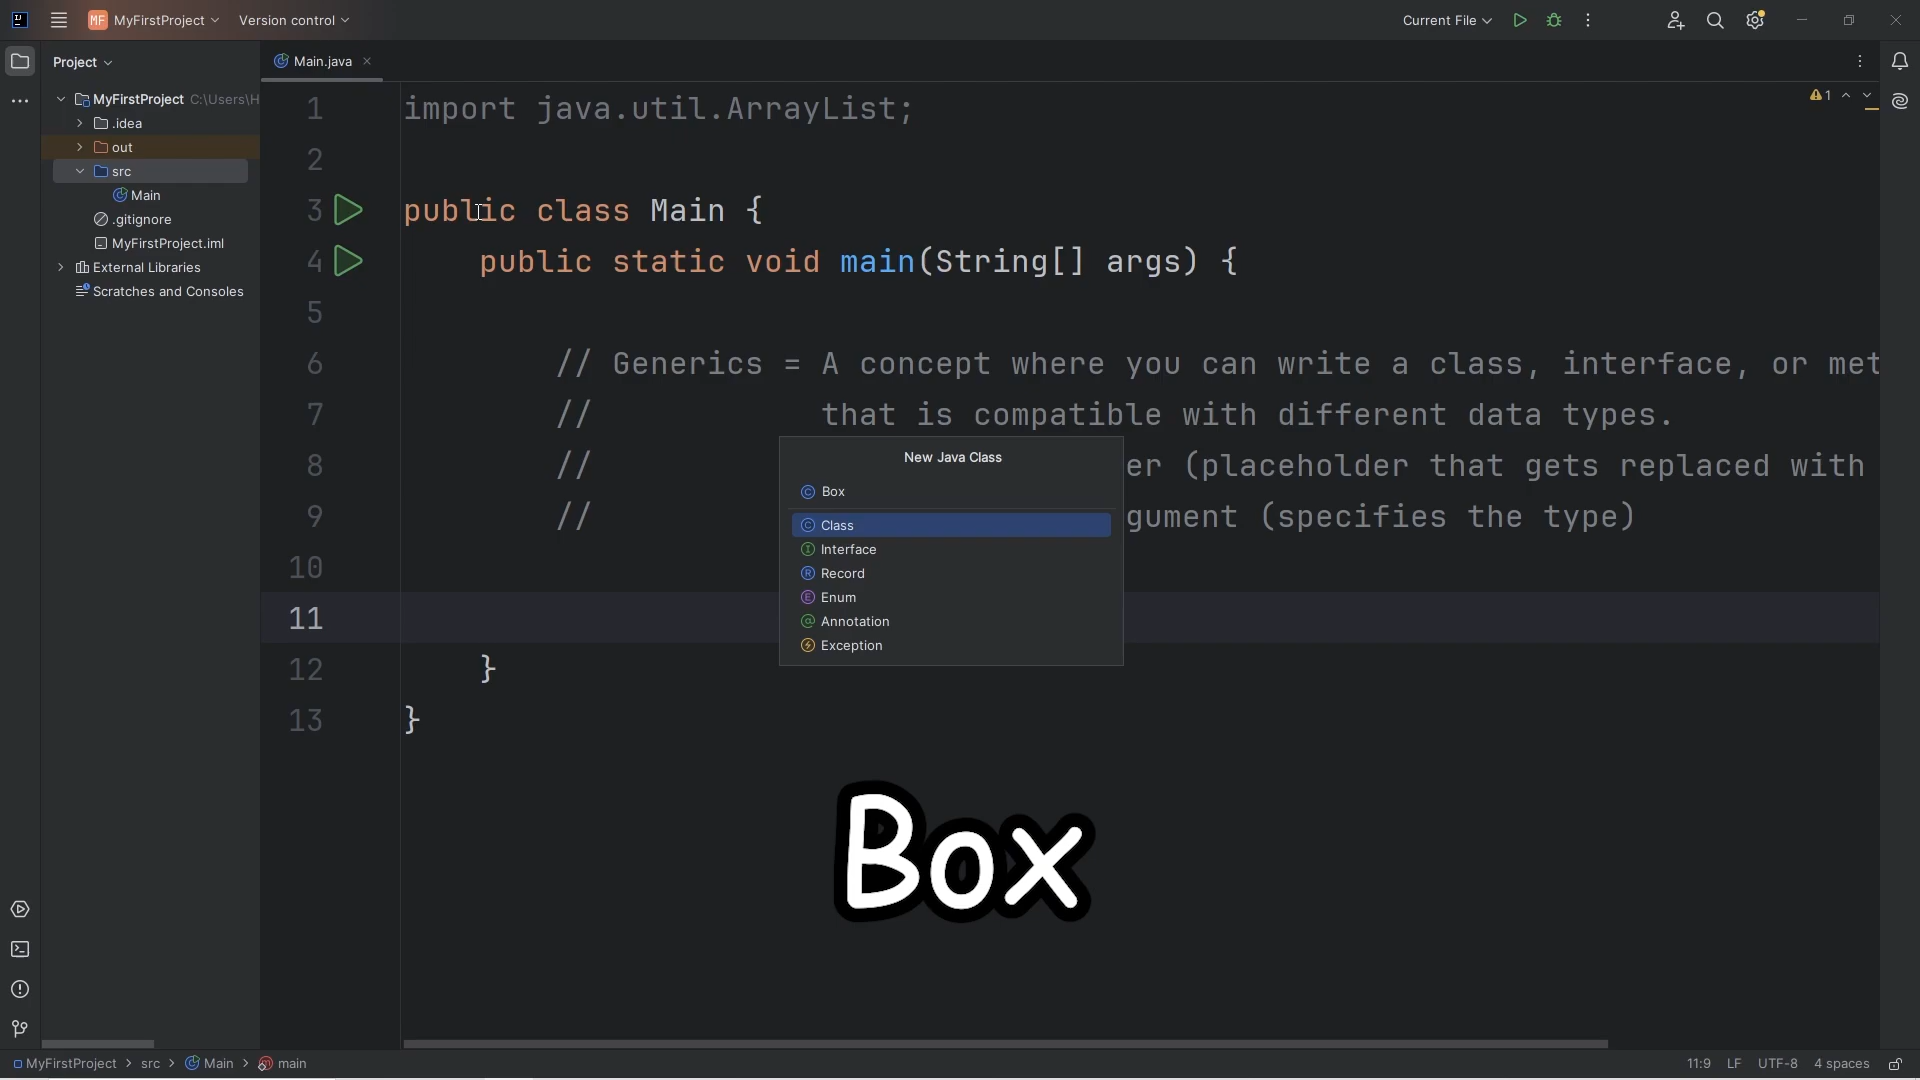 MF MyFirstProject Version control Current File
Project Main.java
MyFirstProject C:\Users\H
.idea
out
src
Main
.gitignore
MyFirstProject.iml
External Libraries
Scratches and Consoles
1
1 import java.util.ArrayList;
2
3 public class Main {
4 public static void main(String[] args) {
5
6 // Generics = A concept where you can write a class, interface, or met
7 // that is compatible with different data types.
8 // er (placeholder that gets replaced with
9 // gument (specifies the type)
10
11
12 }
13 }
New Java Class
Box
Class
Interface
Record
Enum
Annotation
Exception
Box
MyFirstProject > src > Main > main 11:9 LF UTF-8 4 spaces